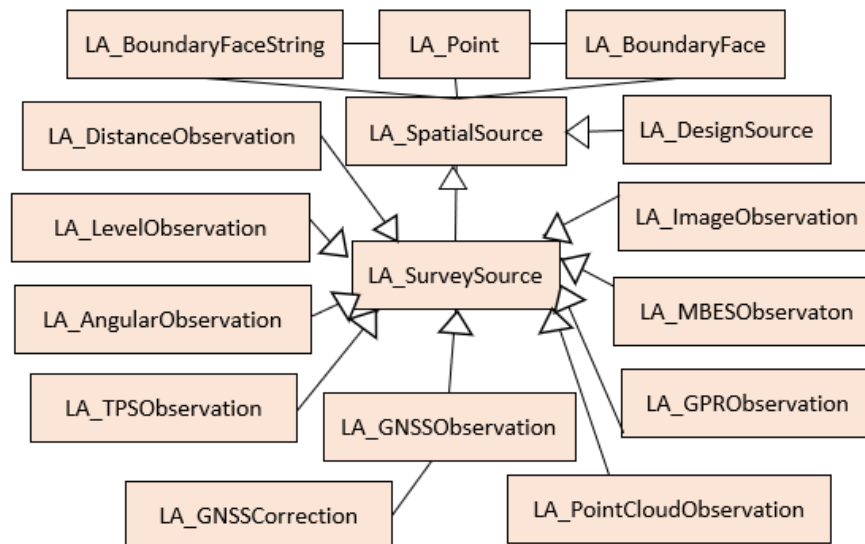 LA_BoundaryFaceString
LA_Point
LA_BoundaryFace
LA_DistanceObservation
LA_SpatialSource
LA_DesignSource
LA_LevelObservation
LA_ImageObservation
LA_SurveySource
LA_AngularObservation
LA_MBESObservaton
LA_TPSObservation
LA_GNSSObservation
LA_GPRObservation
LA_GNSSCorrection
LA_PointCloudObservation